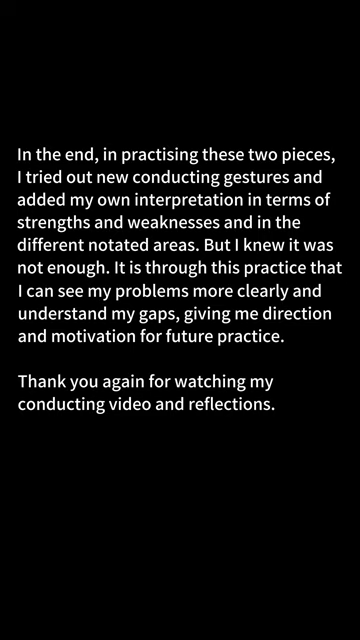 In the end, in practising these two pieces,
I tried out new conducting gestures and
added my own interpretation in terms of
strengths and weaknesses and in the
different notated areas. But I knew it was
not enough. It is through this practice that
I can see my problems more clearly and
understand my gaps, giving me direction
and motivation for future practice.
Thank you again for watching my
conducting video and reflections.